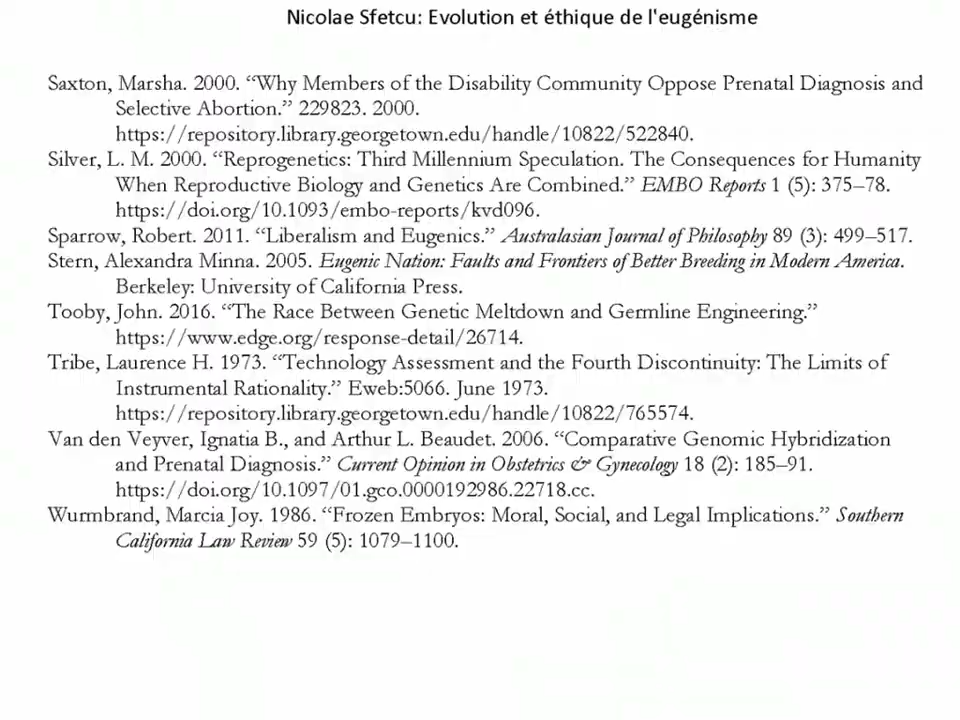 Nicolae Sfetcu: Evolution et éthique de l'eugénisme
Saxton, Marsha. 2000. “Why Members of the Disability Community Oppose Prenatal Diagnosis and
Selective Abortion.” 229823. 2000.
https://repository.library.georgetown.edu/handle/10822/522840.
Silver, L. M. 2000. “Reprogenetics: Third Millennium Speculation. The Consequences for Humanity
When Reproductive Biology and Genetics Are Combined.” EMBO Reports 1 (5): 375–78.
https://doi.org/10.1093/embo-reports/kvd096.
Sparrow, Robert. 2011. “Liberalism and Eugenics.” Australasian Journal of Philosophy 89 (3): 499–517.
Stern, Alexandra Minna. 2005. Eugenic Nation: Faults and Frontiers of Better Breeding in Modern America.
Berkeley: University of California Press.
Tooby, John. 2016. “The Race Between Genetic Meltdown and Germline Engineering.”
https://www.edge.org/response-detail/26714.
Tribe, Laurence H. 1973. “Technology Assessment and the Fourth Discontinuity: The Limits of
Instrumental Rationality.” Eweb:5066. June 1973.
https://repository.library.georgetown.edu/handle/10822/765574.
Van den Veyver, Ignatia B., and Arthur L. Beaudet. 2006. “Comparative Genomic Hybridization
and Prenatal Diagnosis.” Current Opinion in Obstetrics & Gynecology 18 (2): 185–91.
https://doi.org/10.1097/01.gco.0000192986.22718.cc.
Wurmbrand, Marcia Joy. 1986. “Frozen Embryos: Moral, Social, and Legal Implications.” Southern
California Law Review 59 (5): 1079–1100.